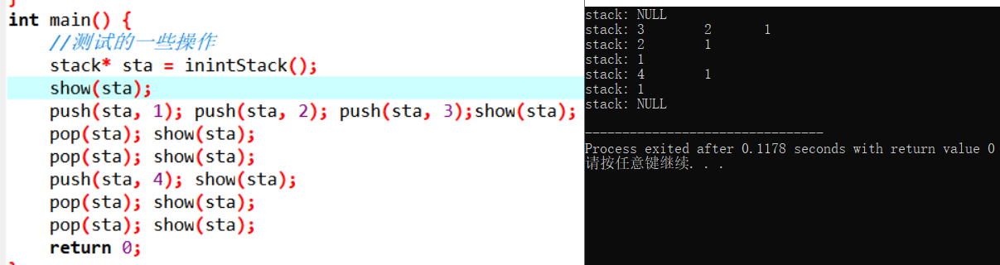 int main() {
//测试的一些操作
stack* sta = inintStack();
show(sta);
push(sta, 1); push(sta, 2); push(sta, 3);show(sta);
pop(sta); show(sta);
pop(sta); show(sta);
push(sta, 4); show(sta);
pop(sta); show(sta);
pop(sta); show(sta);
return 0;
stack: NULL
stack: 3 2 1
stack: 2 1
stack: 1
stack: 4 1
stack: 1
stack: NULL
--------------------------------
Process exited after 0.1178 seconds with return value 0
请按任意键继续. . .